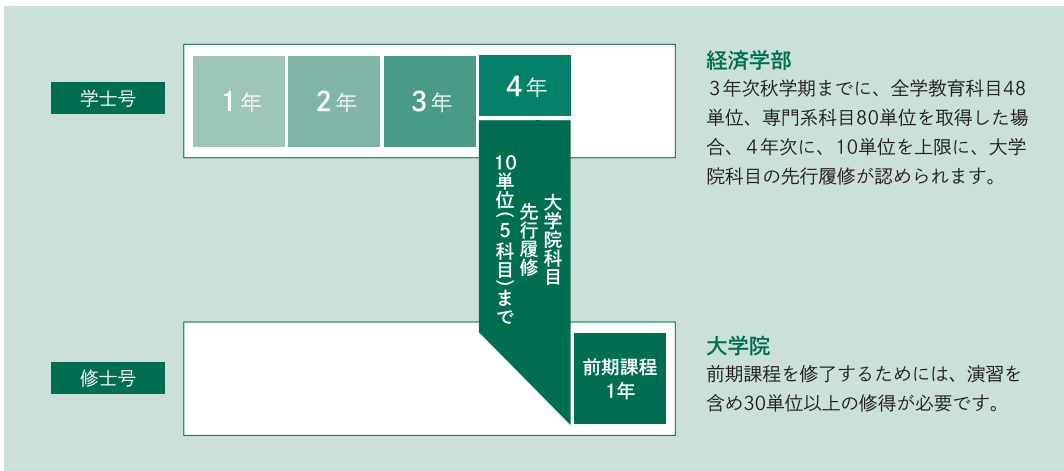 学士号
1年
2年
3年
4年
経済学部
3年次秋学期までに、全学教育科目48
単位、専門系科目80単位を取得した場
合、4年次に、10単位を上限に、大学
院科目の先行履修が認められます。
大学院科目
先行履修
10単位(5科目)まで
修士号
前期課程
1年
大学院
前期課程を修了するためには、演習を
含め30単位以上の修得が必要です。